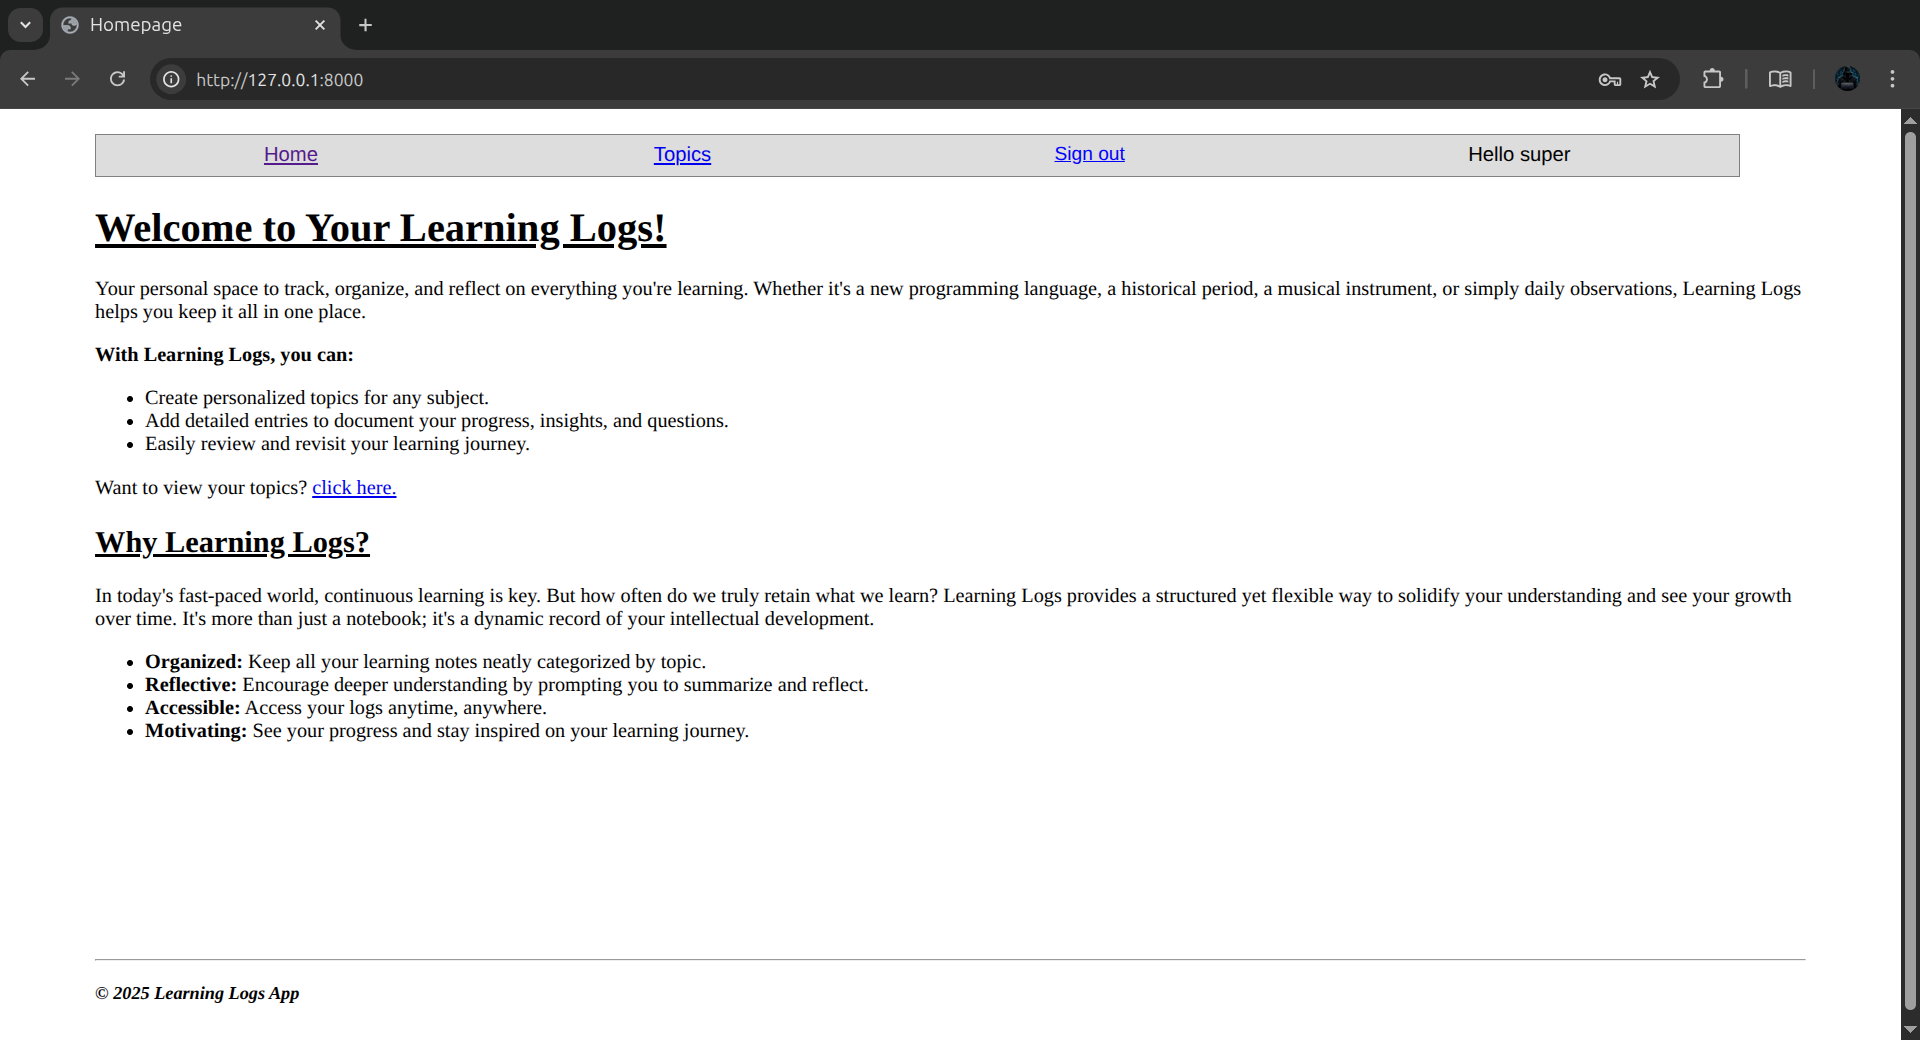 Homepage
http://127.0.0.1:8000
Home Topics Sign out Hello super
Welcome to Your Learning Logs!
Your personal space to track, organize, and reflect on everything you're learning. Whether it's a new programming language, a historical period, a musical instrument, or simply daily observations, Learning Logs
helps you keep it all in one place.
With Learning Logs, you can:
• Create personalized topics for any subject.
• Add detailed entries to document your progress, insights, and questions.
• Easily review and revisit your learning journey.
Want to view your topics? click here.
Why Learning Logs?
In today's fast-paced world, continuous learning is key. But how often do we truly retain what we learn? Learning Logs provides a structured yet flexible way to solidify your understanding and see your growth
over time. It's more than just a notebook; it's a dynamic record of your intellectual development.
• Organized: Keep all your learning notes neatly categorized by topic.
• Reflective: Encourage deeper understanding by prompting you to summarize and reflect.
• Accessible: Access your logs anytime, anywhere.
• Motivating: See your progress and stay inspired on your learning journey.
© 2025 Learning Logs App